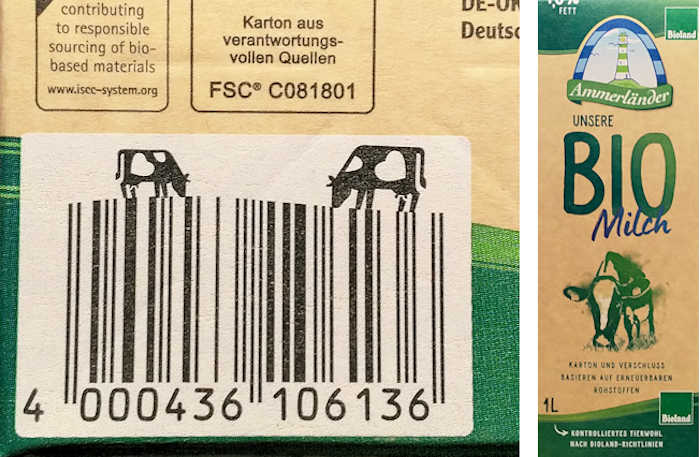 contributing
to responsible
sourcing of bio-
based materials
www.iscc-system.org
Karton aus
verantwortungs-
vollen Quellen
FSC® C081801
4 000436 106136
FETT
Bioland
Ammerländer
UNSERE
BIO
Milch
KARTON UND VERSCHLUSS
BASIEREN AUF ERNEUERBAREN
ROHSTOFFEN
1L
Bioland
KONTROLLIERTES TIERWOHL
NACH BIOLAND-RICHTLINIEN